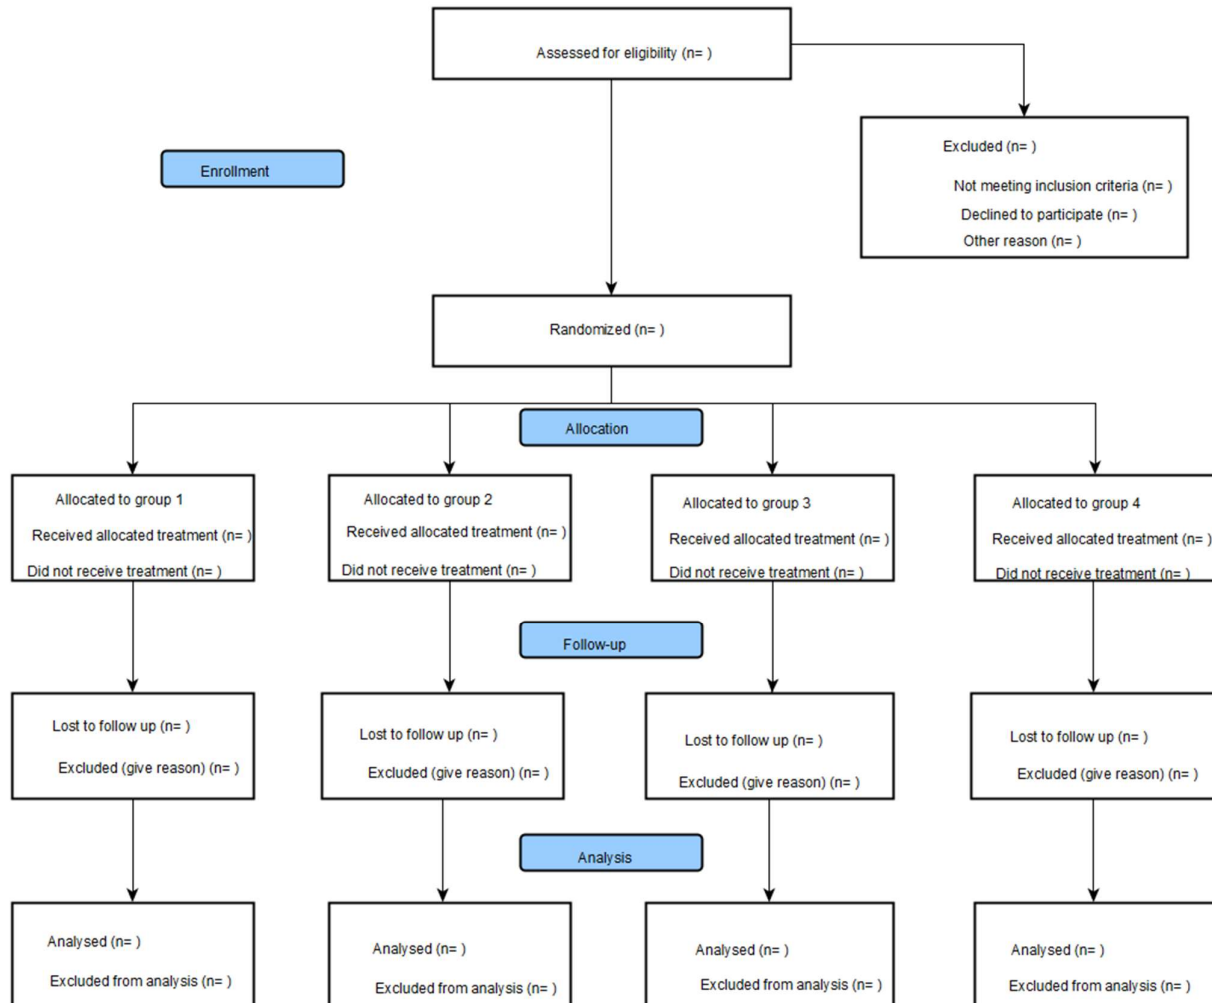 Assessed for eligibility (n= )
Excluded (n= )
Not meeting inclusion criteria (n= )
Declined to participate (n= )
Other reason (n= )
Enrollment
Randomized (n= )
Allocation
Allocated to group 1
Received allocated treatment (n= )
Did not receive treatment (n= )
Allocated to group 2
Received allocated treatment (n= )
Did not receive treatment (n= )
Allocated to group 3
Received allocated treatment (n= )
Did not receive treatment (n= )
Allocated to group 4
Received allocated treatment (n= )
Did not receive treatment (n= )
Follow-up
Lost to follow up (n= )
Excluded (give reason) (n= )
Lost to follow up (n= )
Excluded (give reason) (n= )
Lost to follow up (n= )
Excluded (give reason) (n= )
Lost to follow up (n= )
Excluded (give reason) (n= )
Analysis
Analysed (n= )
Excluded from analysis (n= )
Analysed (n= )
Excluded from analysis (n= )
Analysed (n= )
Excluded from analysis (n= )
Analysed (n= )
Excluded from analysis (n= )